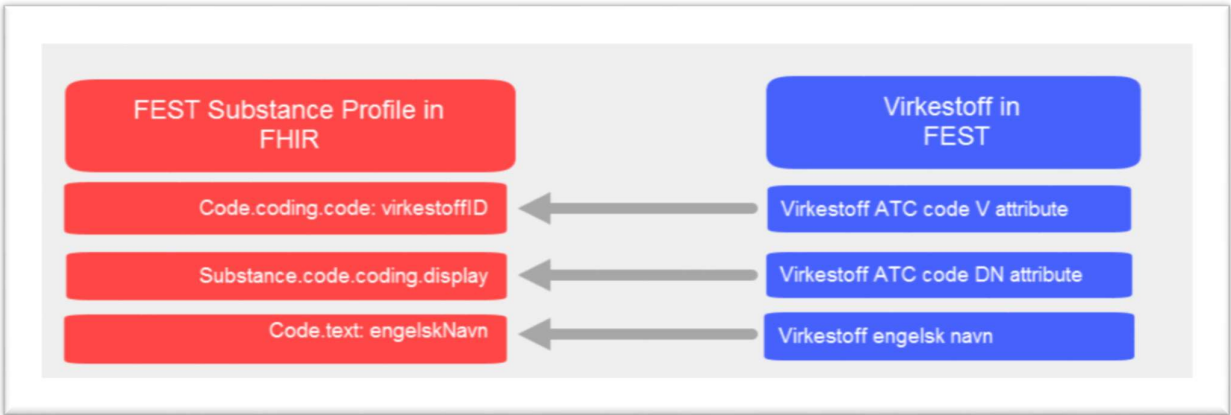 FEST Substance Profile in
FHIR
Virkestoff in
FEST
Code.coding.code: virkestoffID
Virkestoff ATC code V attribute
Substance.code.coding.display
Virkestoff ATC code DN attribute
Code.text: engelskNavn
Virkestoff engelsk navn